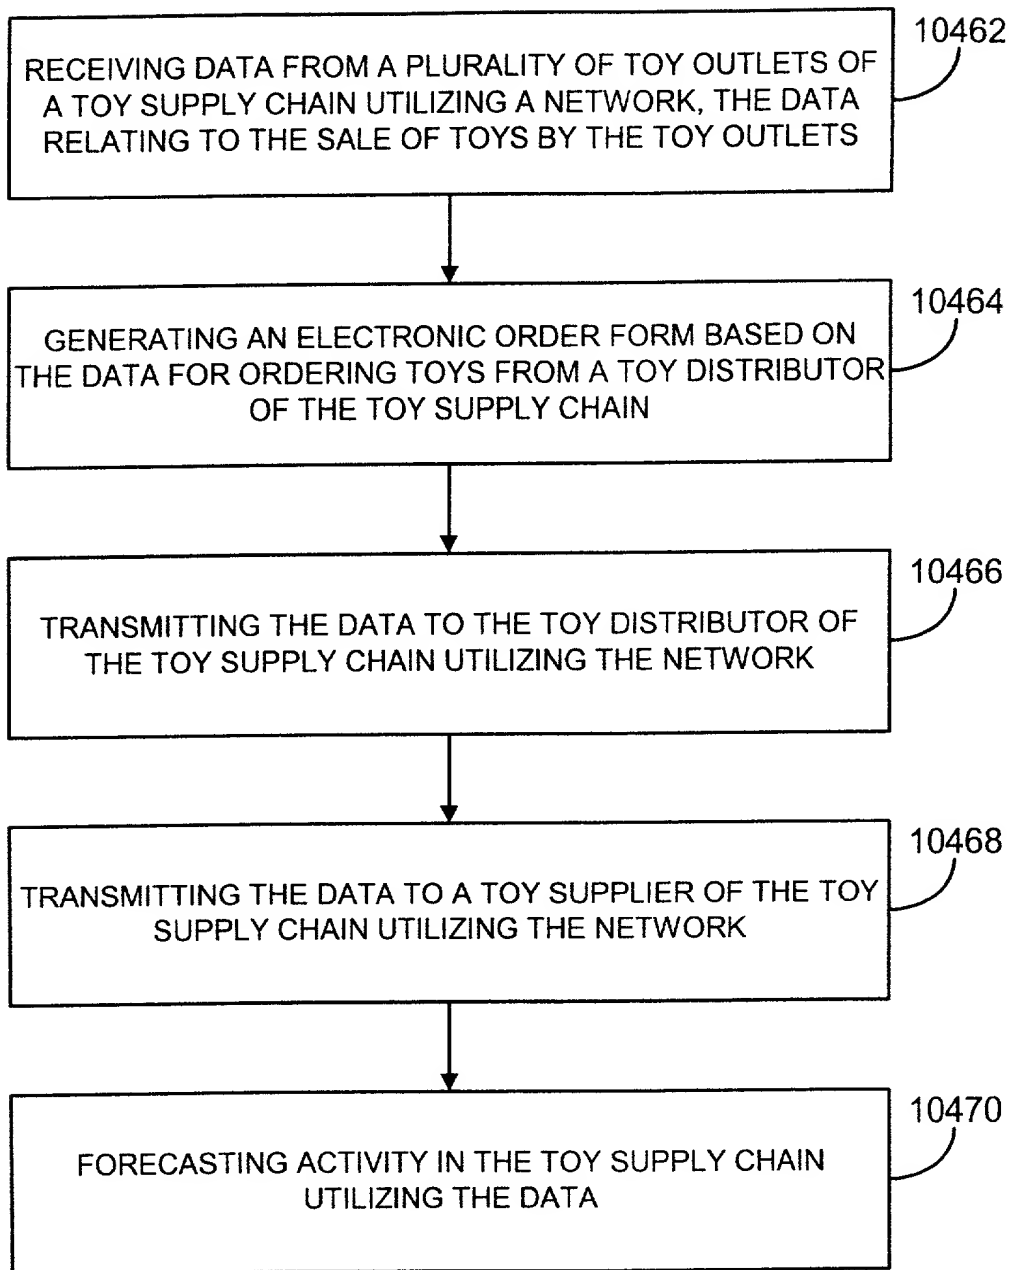 10462
RECEIVING DATA FROM A PLURALITY OF TOY OUTLETS OF
A TOY SUPPLY CHAIN UTILIZING A NETWORK, THE DATA
RELATING TO THE SALE OF TOYS BY THE TOY OUTLETS
10464
GENERATING AN ELECTRONIC ORDER FORM BASED ON
THE DATA FOR ORDERING TOYS FROM A TOY DISTRIBUTOR
OF THE TOY SUPPLY CHAIN
10466
TRANSMITTING THE DATA TO THE TOY DISTRIBUTOR OF
THE TOY SUPPLY CHAIN UTILIZING THE NETWORK
10468
TRANSMITTING THE DATA TO A TOY SUPPLIER OF THE TOY
SUPPLY CHAIN UTILIZING THE NETWORK
10470
FORECASTING ACTIVITY IN THE TOY SUPPLY CHAIN
UTILIZING THE DATA